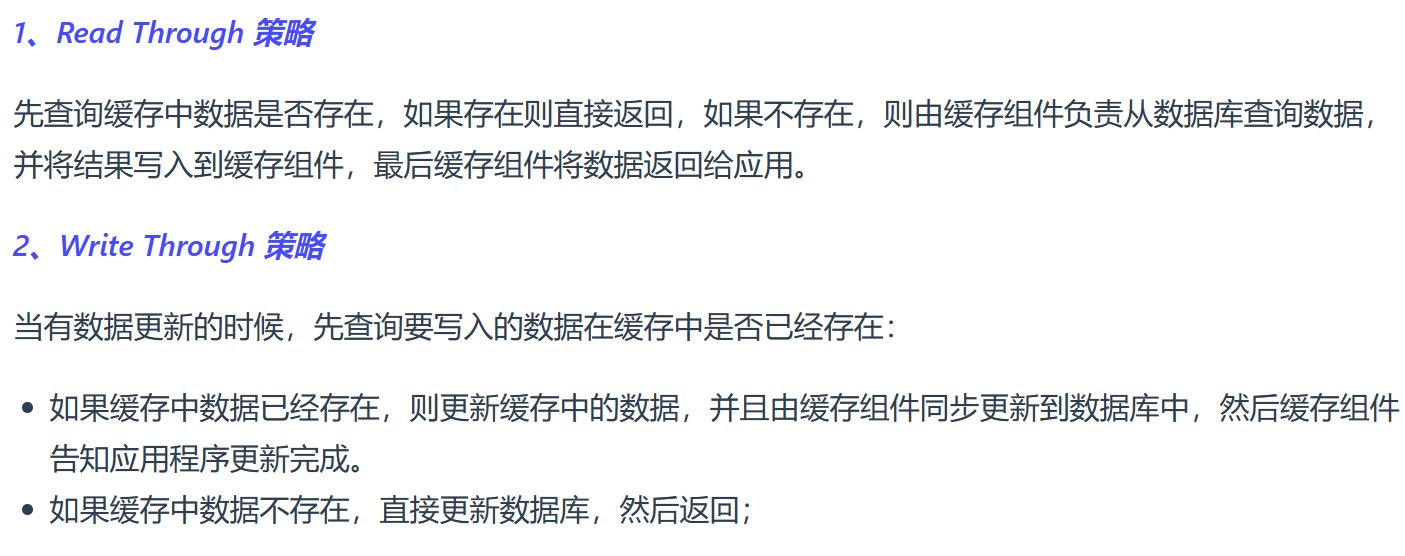 1、Read Through 策略
先查询缓存中数据是否存在，如果存在则直接返回，如果不存在，则由缓存组件负责从数据库查询数据，
并将结果写入到缓存组件，最后缓存组件将数据返回给应用。
2、Write Through 策略
当有数据更新的时候，先查询要写入的数据在缓存中是否已经存在：
• 如果缓存中数据已经存在，则更新缓存中的数据，并且由缓存组件同步更新到数据库中，然后缓存组件
告知应用程序更新完成。
• 如果缓存中数据不存在，直接更新数据库，然后返回；